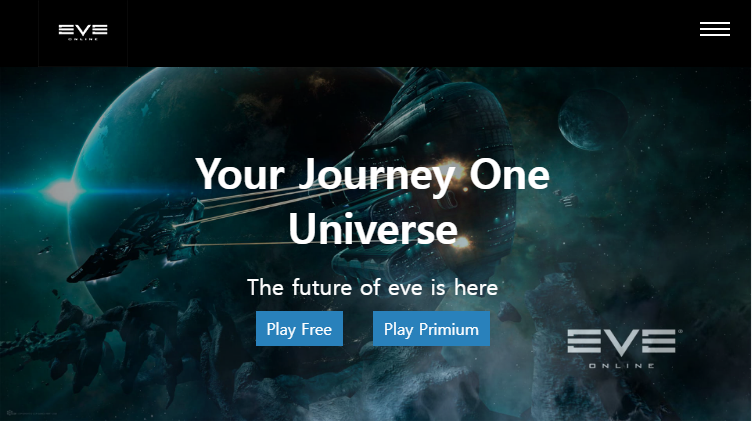 EVE
ONLINE
Your Journey One
Universe
The future of eve is here
Play Free
Play Primium
EVE
ONLINE